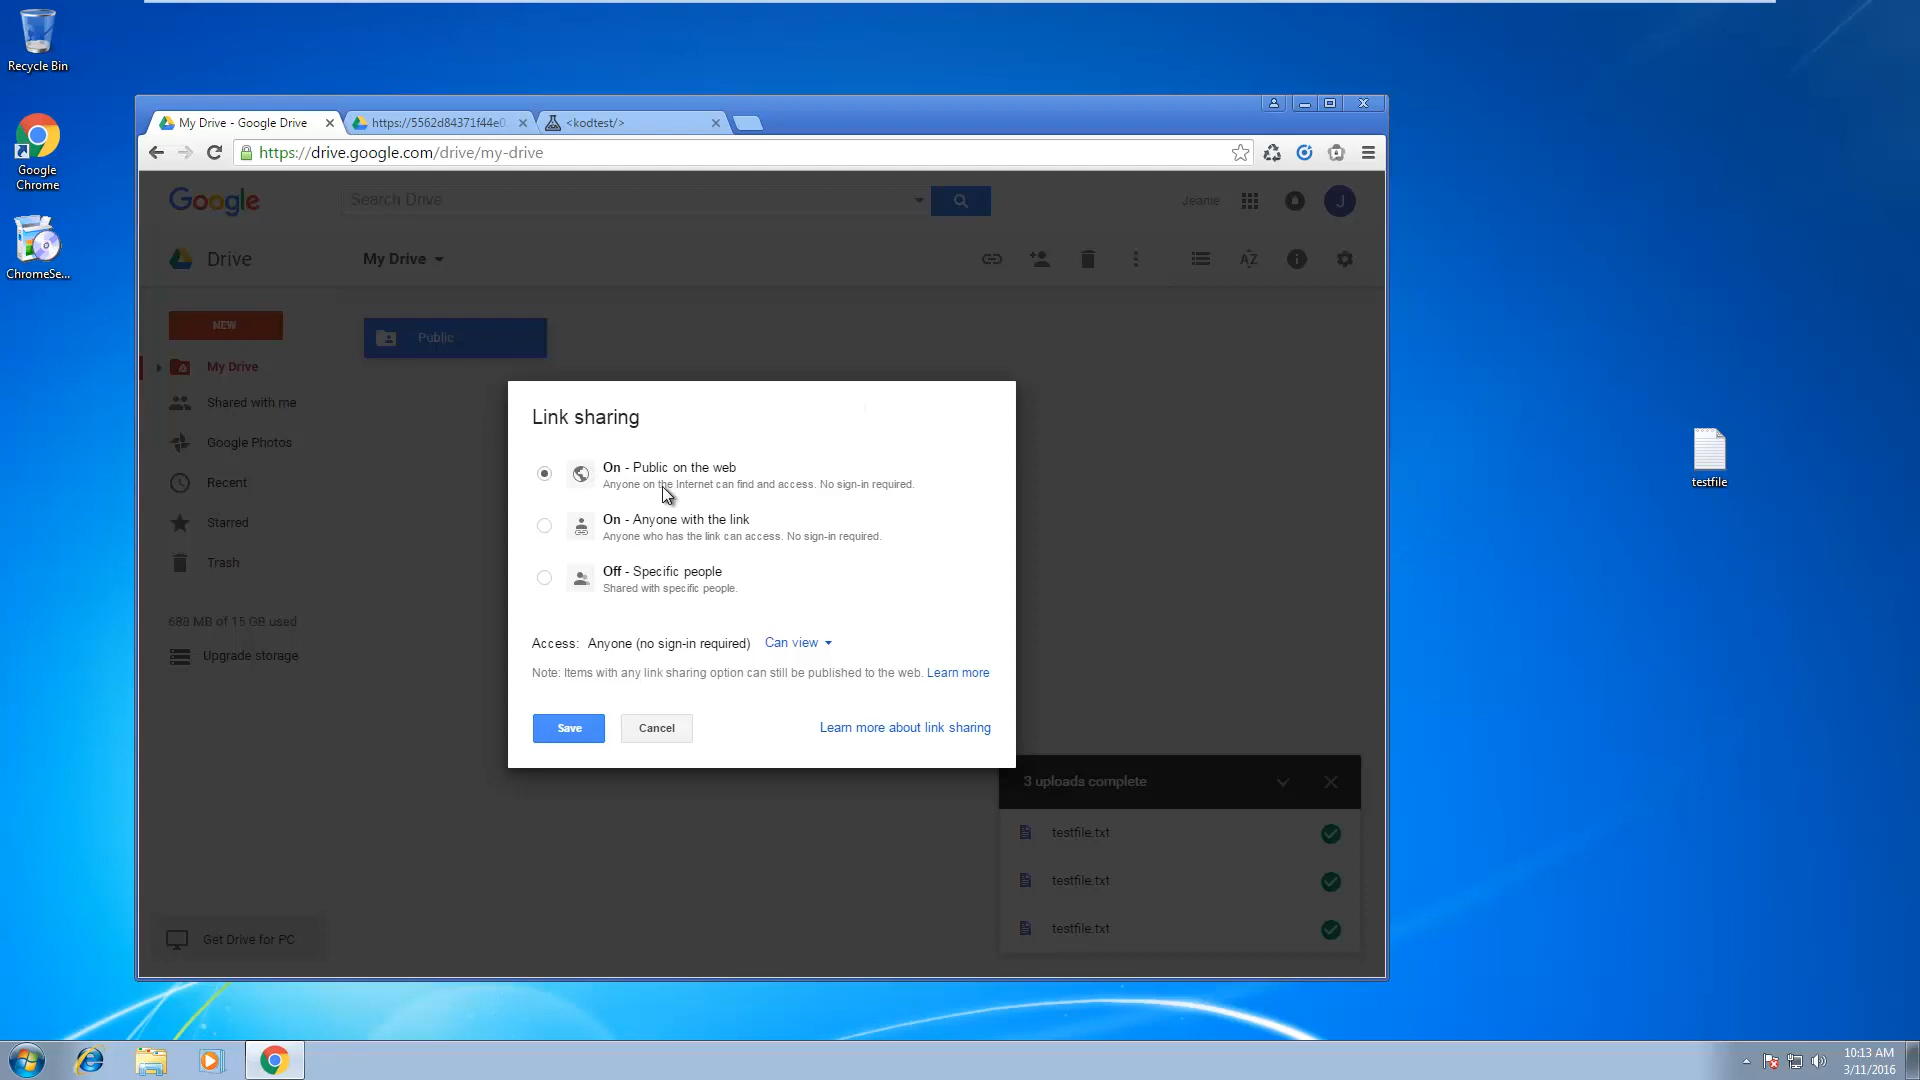 Recycle Bin
Google
Chrome
ChromeSe...
testfile
My Drive - Google Drive
https://5562d84371f44e0
<kodtest/>
https://drive.google.com/drive/my-drive
Google
Search Drive
Jeanie
J
Drive
My Drive
NEW
Public
My Drive
Shared with me
Google Photos
Recent
Starred
Trash
688 MB of 15 GB used
Upgrade storage
Get Drive for PC
Link sharing
On - Public on the web
Anyone on the Internet can find and access. No sign-in required.
On - Anyone with the link
Anyone who has the link can access. No sign-in required.
Off - Specific people
Shared with specific people.
Access: Anyone (no sign-in required) Can view
Note: Items with any link sharing option can still be published to the web. Learn more
Save
Cancel
Learn more about link sharing
3 uploads complete
testfile.txt
testfile.txt
testfile.txt
10:13 AM
3/11/2016